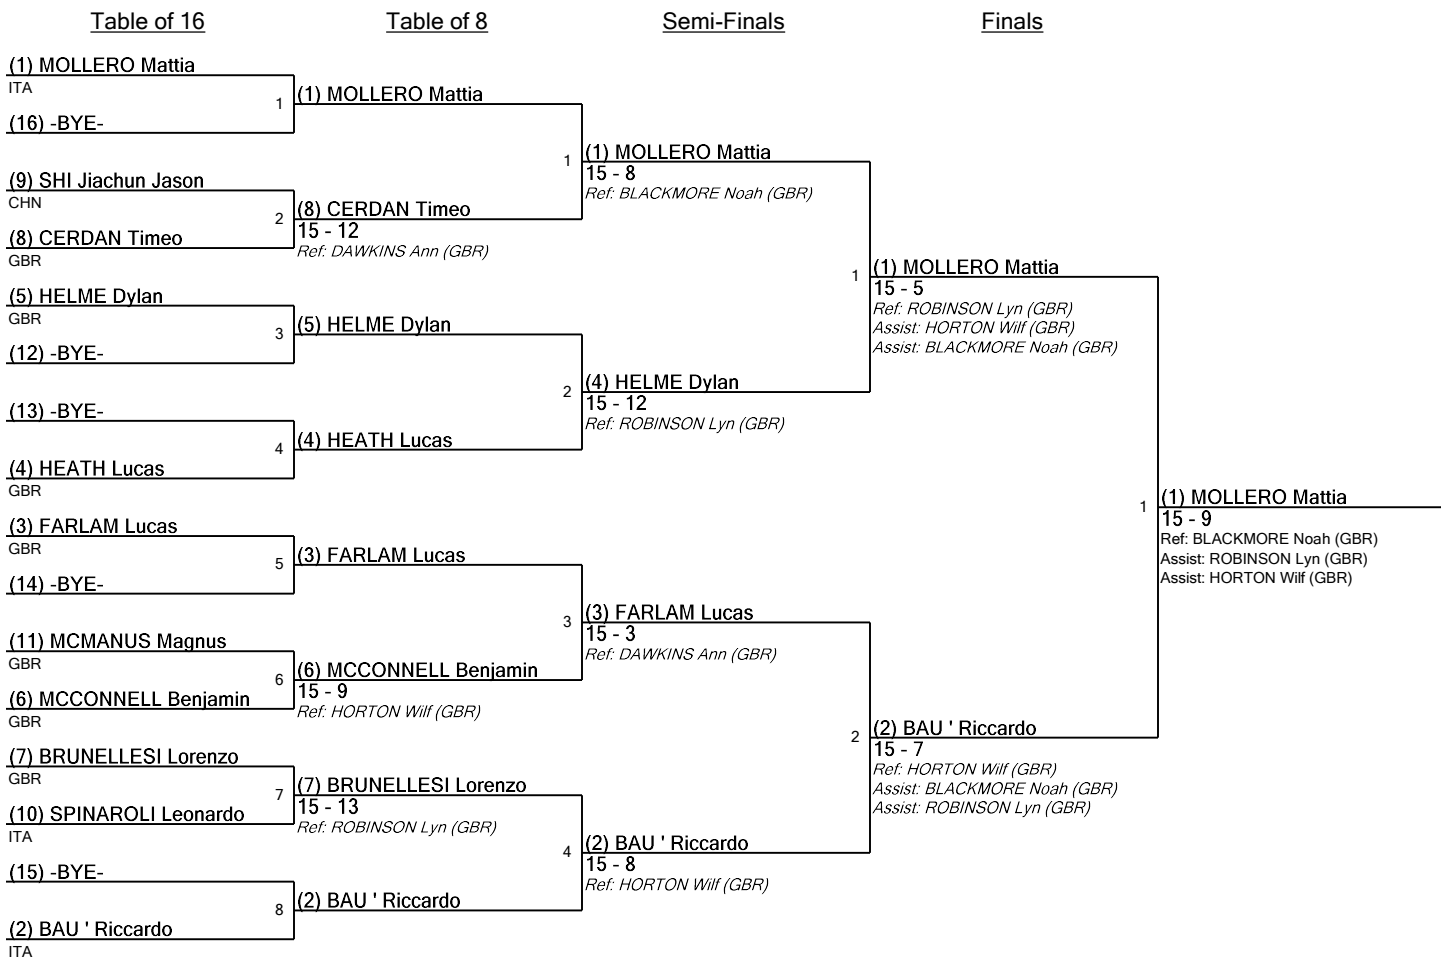 Table of 16
Table of 8
Semi-Finals
Finals
(1) MOLLERO Mattia
ITA
(16) -BYE-
(9) SHI Jiachun Jason
CHN
(8) CERDAN Timeo
GBR
(5) HELME Dylan
GBR
(12) -BYE-
(13) -BYE-
(4) HEATH Lucas
GBR
(3) FARLAM Lucas
GBR
(14) -BYE-
(11) MCMANUS Magnus
GBR
(6) MCCONNELL Benjamin
GBR
(7) BRUNELLESI Lorenzo
GBR
(10) SPINAROLI Leonardo
ITA
(15) -BYE-
(2) BAU ' Riccardo
ITA
1
(1) MOLLERO Mattia
2
(8) CERDAN Timeo
15 - 12
Ref: DAWKINS Ann (GBR)
3
(5) HELME Dylan
4
(4) HEATH Lucas
5
(3) FARLAM Lucas
6
(6) MCCONNELL Benjamin
15 - 9
Ref: HORTON Wilf (GBR)
7
(7) BRUNELLESI Lorenzo
15 - 13
Ref: ROBINSON Lyn (GBR)
8
(2) BAU ' Riccardo
1
(1) MOLLERO Mattia
15 - 8
Ref: BLACKMORE Noah (GBR)
2
(4) HELME Dylan
15 - 12
Ref: ROBINSON Lyn (GBR)
3
(3) FARLAM Lucas
15 - 3
Ref: DAWKINS Ann (GBR)
4
(2) BAU ' Riccardo
15 - 8
Ref: HORTON Wilf (GBR)
1
(1) MOLLERO Mattia
15 - 5
Ref: ROBINSON Lyn (GBR)
Assist: HORTON Wilf (GBR)
Assist: BLACKMORE Noah (GBR)
2
(2) BAU ' Riccardo
15 - 7
Ref: HORTON Wilf (GBR)
Assist: BLACKMORE Noah (GBR)
Assist: ROBINSON Lyn (GBR)
1
(1) MOLLERO Mattia
15 - 9
Ref: BLACKMORE Noah (GBR)
Assist: ROBINSON Lyn (GBR)
Assist: HORTON Wilf (GBR)